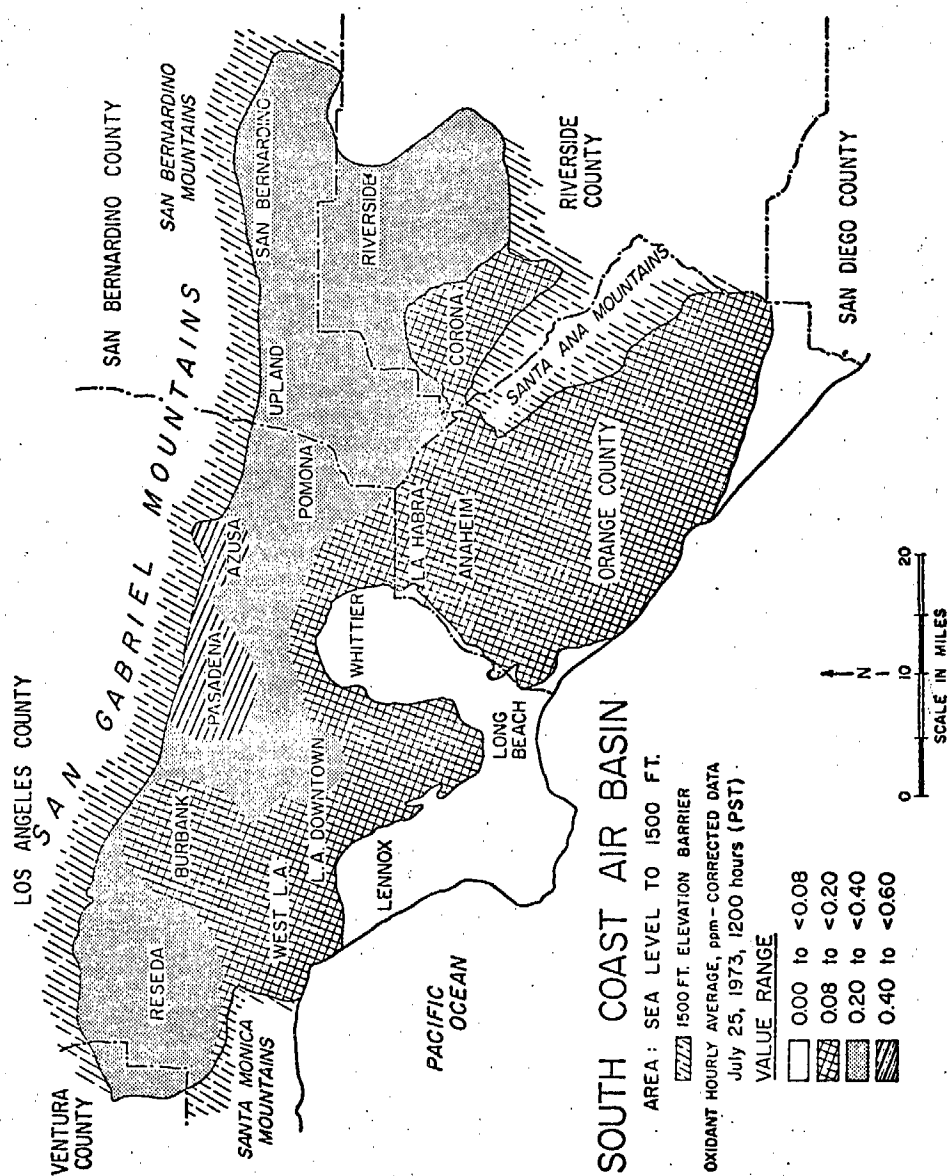 LOS ANGELES COUNTY
SAN BERNARDINO COUNTY
SAN BERNARDINO
MOUNTAINS
SAN GABRIEL MOUNTAINS
VENTURA
COUNTY
RESEDA
BURBANK
PASADENA
AZUSA
UPLAND
SAN BERNARDINO
POMONA
RIVERSIDE
SANTA MONICA
MOUNTAINS
WEST L.A.
L.A. DOWNTOWN
WHITTIER
LA HABRA
CORONA
ANAHEIM
LENNOX
LONG
BEACH
ORANGE COUNTY
SANTA ANA MOUNTAINS
RIVERSIDE
COUNTY
PACIFIC
OCEAN
SAN DIEGO COUNTY
SOUTH COAST AIR BASIN
AREA: SEA LEVEL TO 1500 FT.
1500 FT. ELEVATION BARRIER
OXIDANT HOURLY AVERAGE, ppm-CORRECTED DATA
July 25, 1973, 1200 hours (PST)
VALUE RANGE
0.00 to <0.08
0.08 to <0.20
0.20 to <0.40
0.40 to <0.60
N
0 10 20
SCALE IN MILES